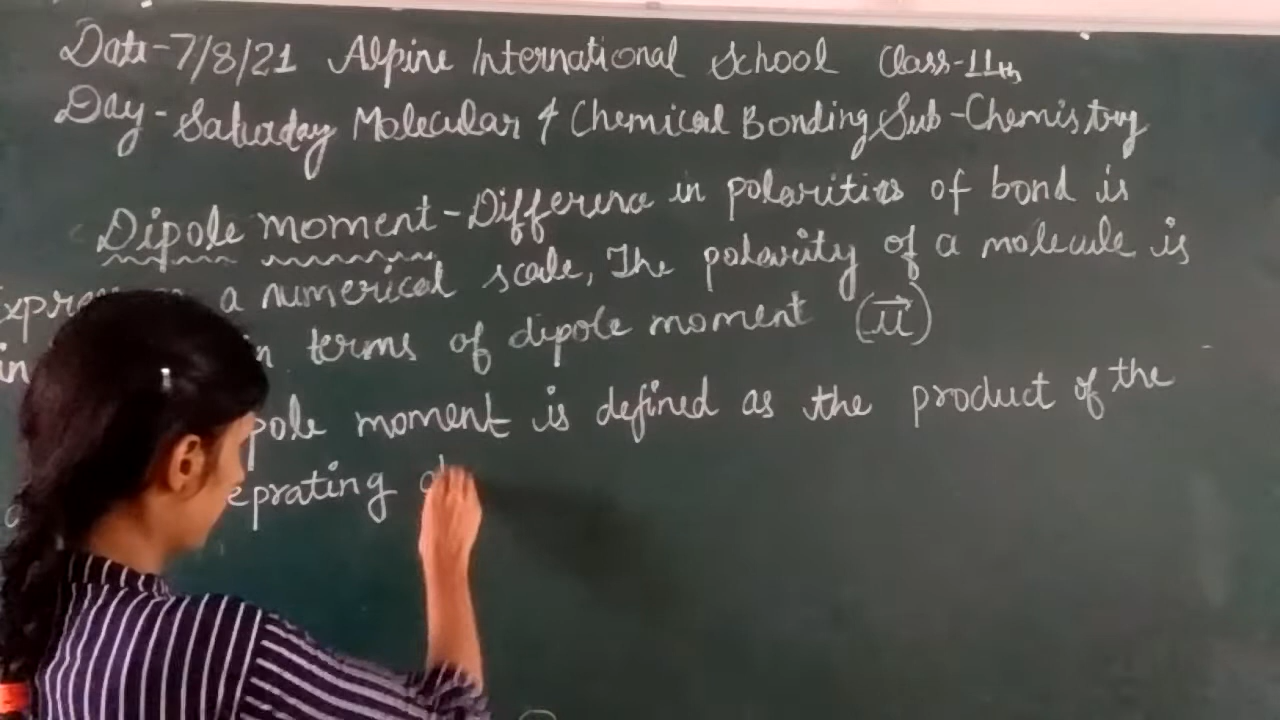 Date-7/8/21 Alpine International School Class-11th
Day-Saturday Molecular & Chemical Bonding Sub-Chemistry
Dipole moment-Difference in polarities of bond is
a numerical scale, The polarity of a molecule is
in terms of dipole moment (μ⃗)
pole moment is defined as the product of the
eprating